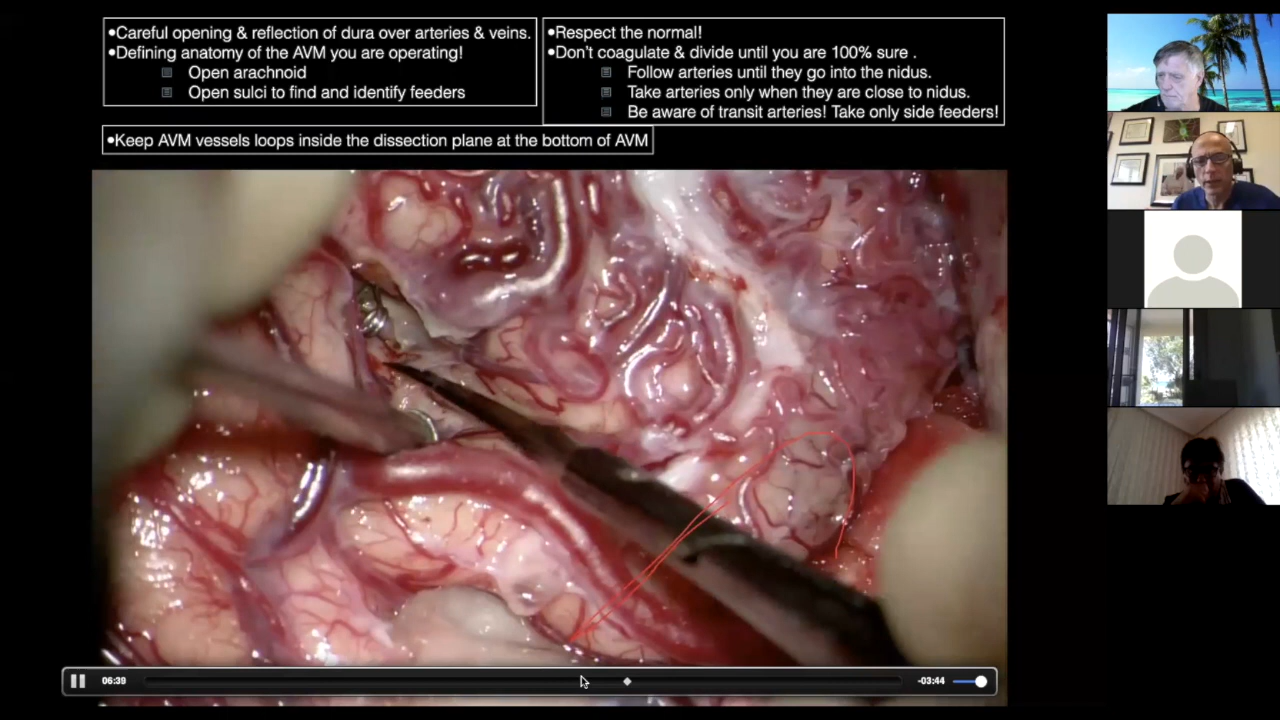 •Careful opening & reflection of dura over arteries & veins.
•Defining anatomy of the AVM you are operating!
Open arachnoid
Open sulci to find and identify feeders
•Respect the normal!
•Don't coagulate & divide until you are 100% sure .
Follow arteries until they go into the nidus.
Take arteries only when they are close to nidus.
Be aware of transit arteries! Take only side feeders!
•Keep AVM vessels loops inside the dissection plane at the bottom of AVM
06:39
-03:44